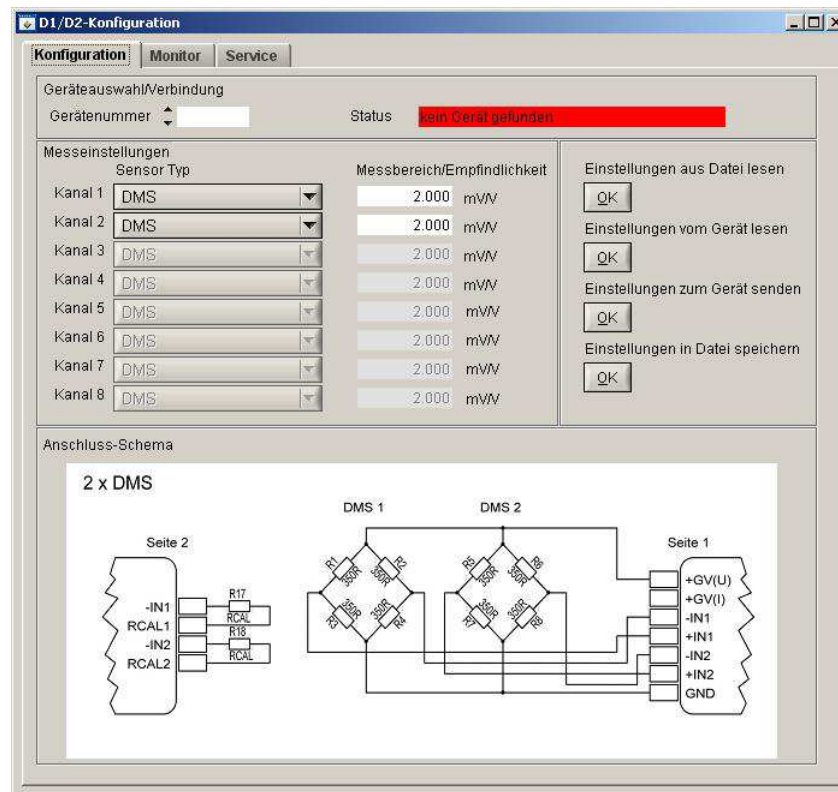 D1/D2-Konfiguration
Konfiguration Monitor Service
Geräteauswahl/Verbindung
Gerätenummer Status kein Gerät gefunden
Messeinstellungen
Sensor Typ Messbereich/Empfindlichkeit
Kanal 1 DMS 2.000 mV/V
Kanal 2 DMS 2.000 mV/V
Kanal 3 DMS 2.000 mV/V
Kanal 4 DMS 2.000 mV/V
Kanal 5 DMS 2.000 mV/V
Kanal 6 DMS 2.000 mV/V
Kanal 7 DMS 2.000 mV/V
Kanal 8 DMS 2.000 mV/V
Einstellungen aus Datei lesen
OK
Einstellungen vom Gerät lesen
OK
Einstellungen zum Gerät senden
OK
Einstellungen in Datei speichern
OK
Anschluss-Schema
2 x DMS
Seite 2
-IN1
RCAL1
-IN2
RCAL2
R17
RCAL
R18
RCAL
DMS 1
R1 350R
R2 350R
R3 350R
R4 350R
DMS 2
R5 350R
R6 350R
R7 350R
R8 350R
Seite 1
+GV(U)
+GV(I)
-IN1
+IN1
-IN2
+IN2
GND